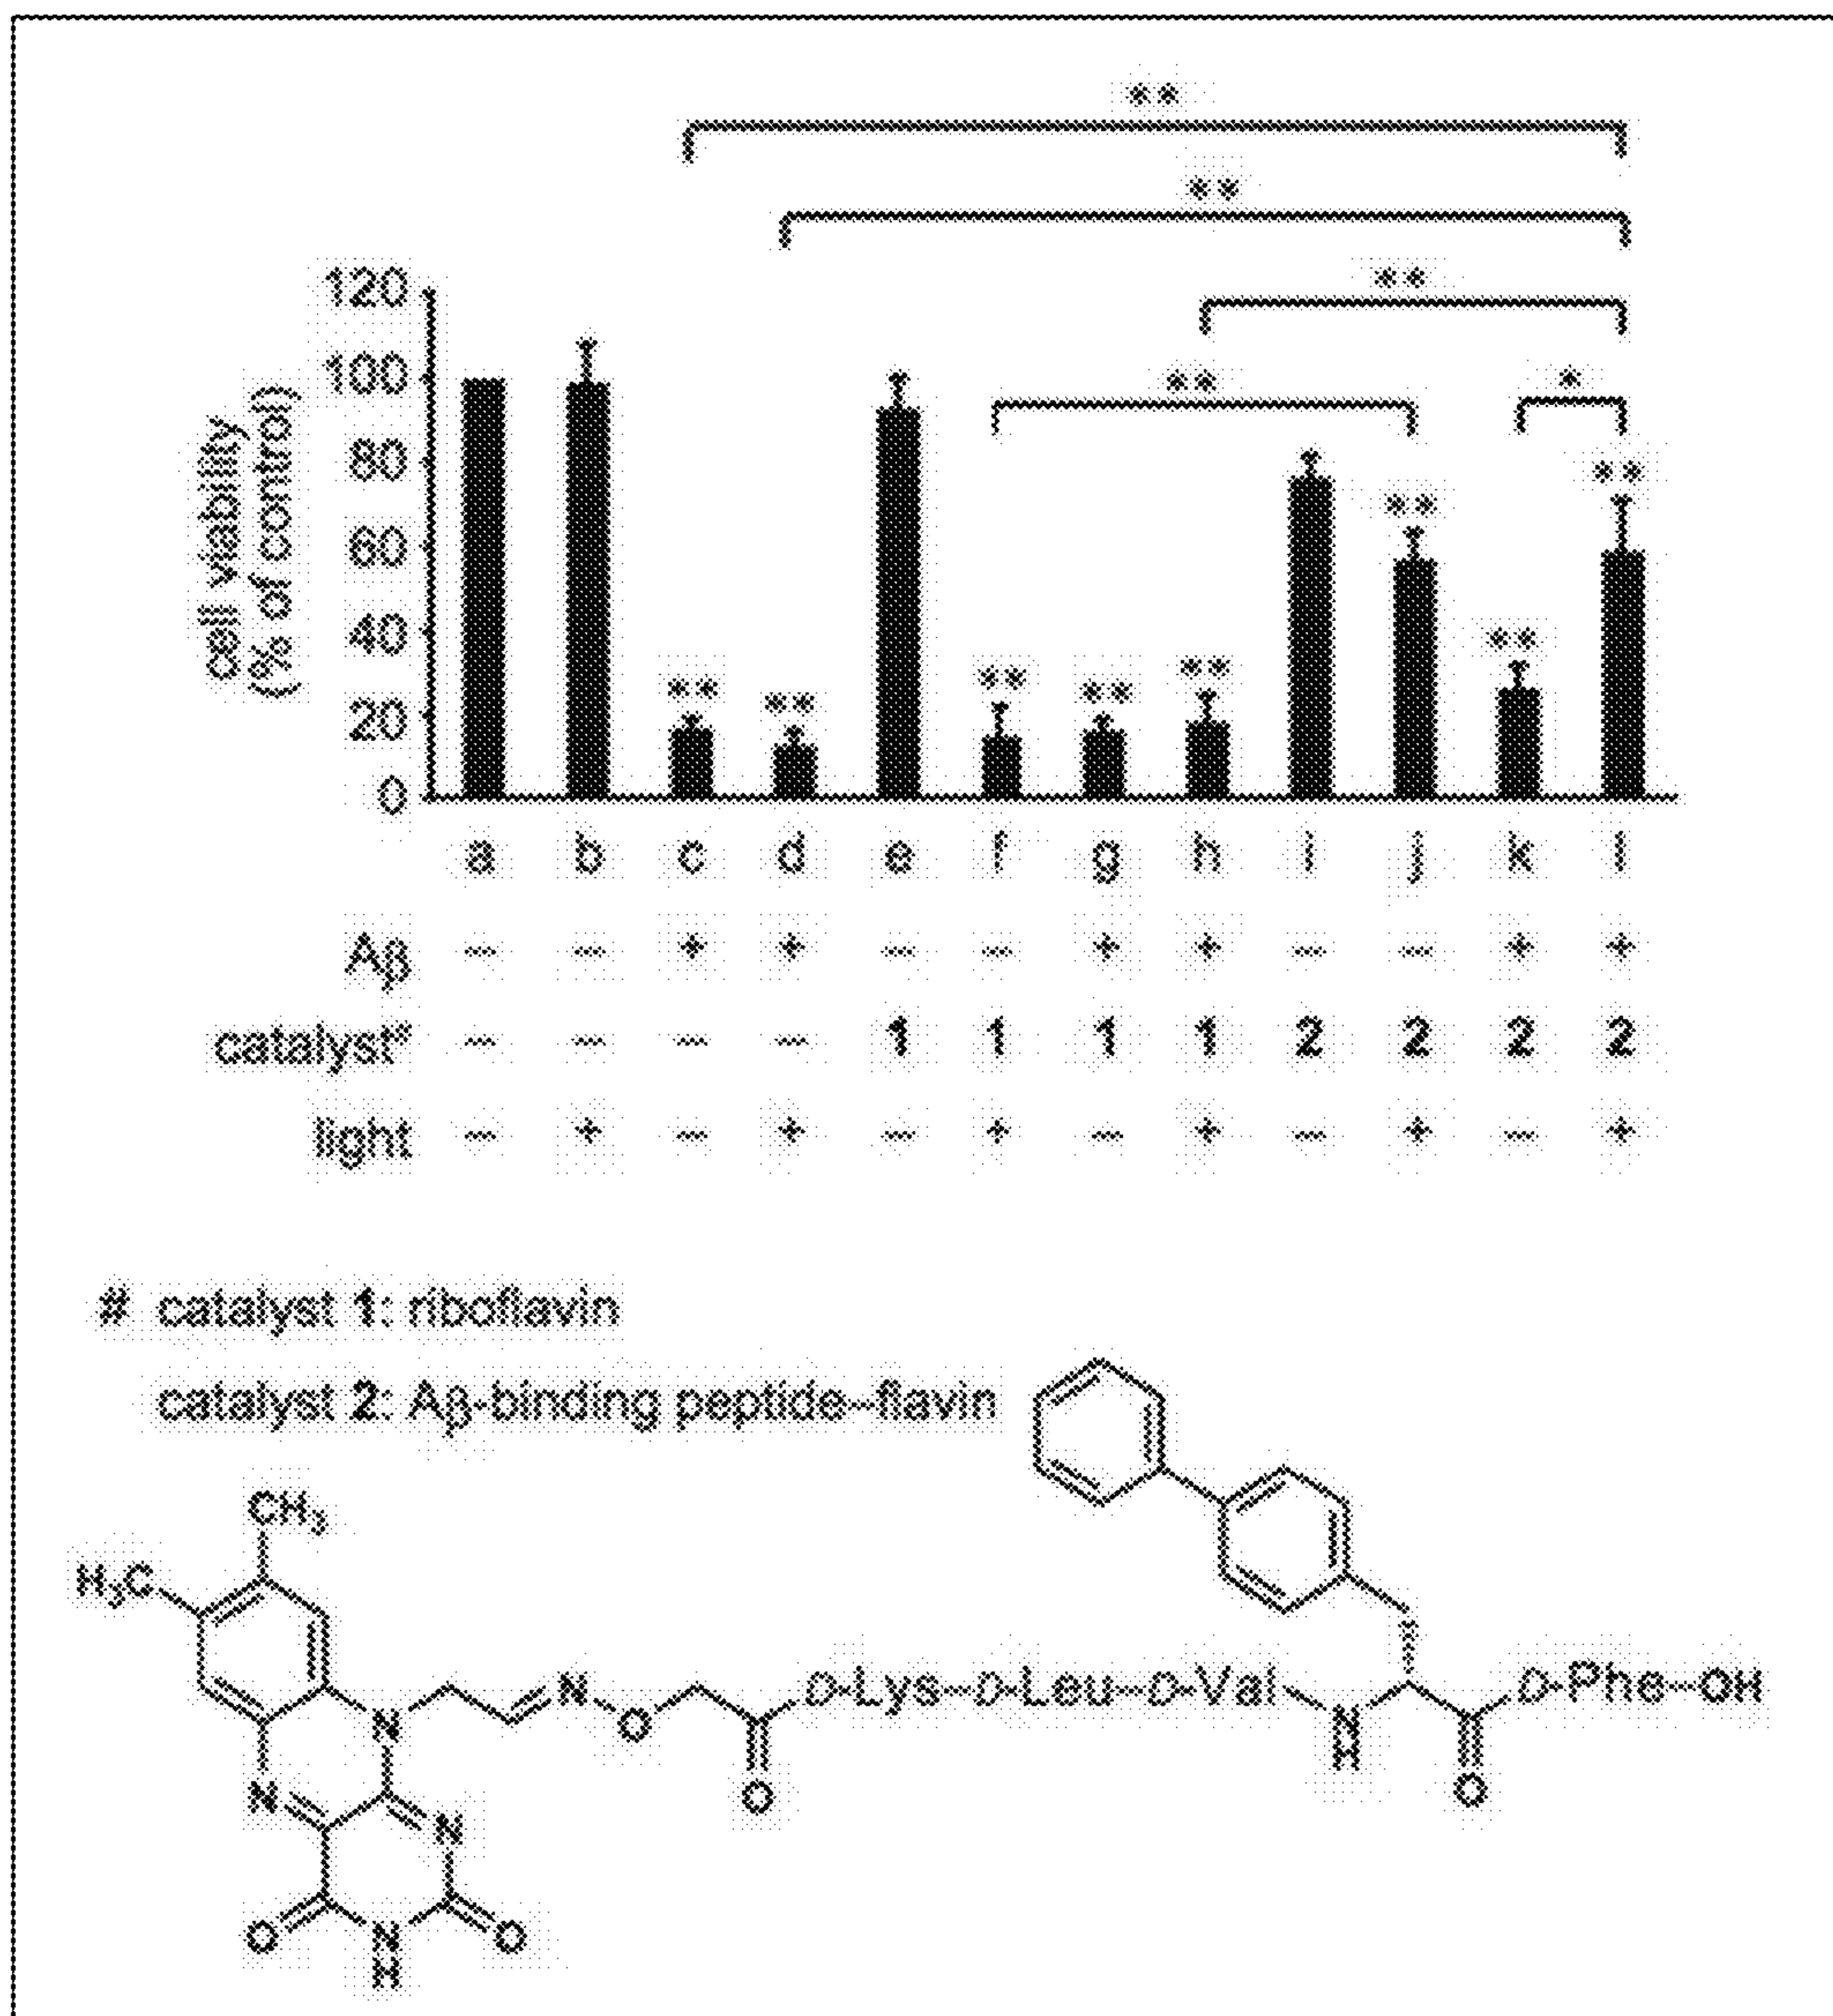 **
**
**
** *
120
100
80
60
40
20
0
cell viability
(% of control)
** ** ** ** ** ** ** **
a b c d e f g h i j k l
Aβ – – + + – – + + – – + +
catalyst# – – – – 1 1 1 1 2 2 2 2
light – + – + – + – + – + – +
# catalyst 1: riboflavin
catalyst 2: Aβ-binding peptide–flavin
CH3
H3C
N N O O D-Lys–D-Leu–D-Val N H O D-Phe–OH
N N
O N H O